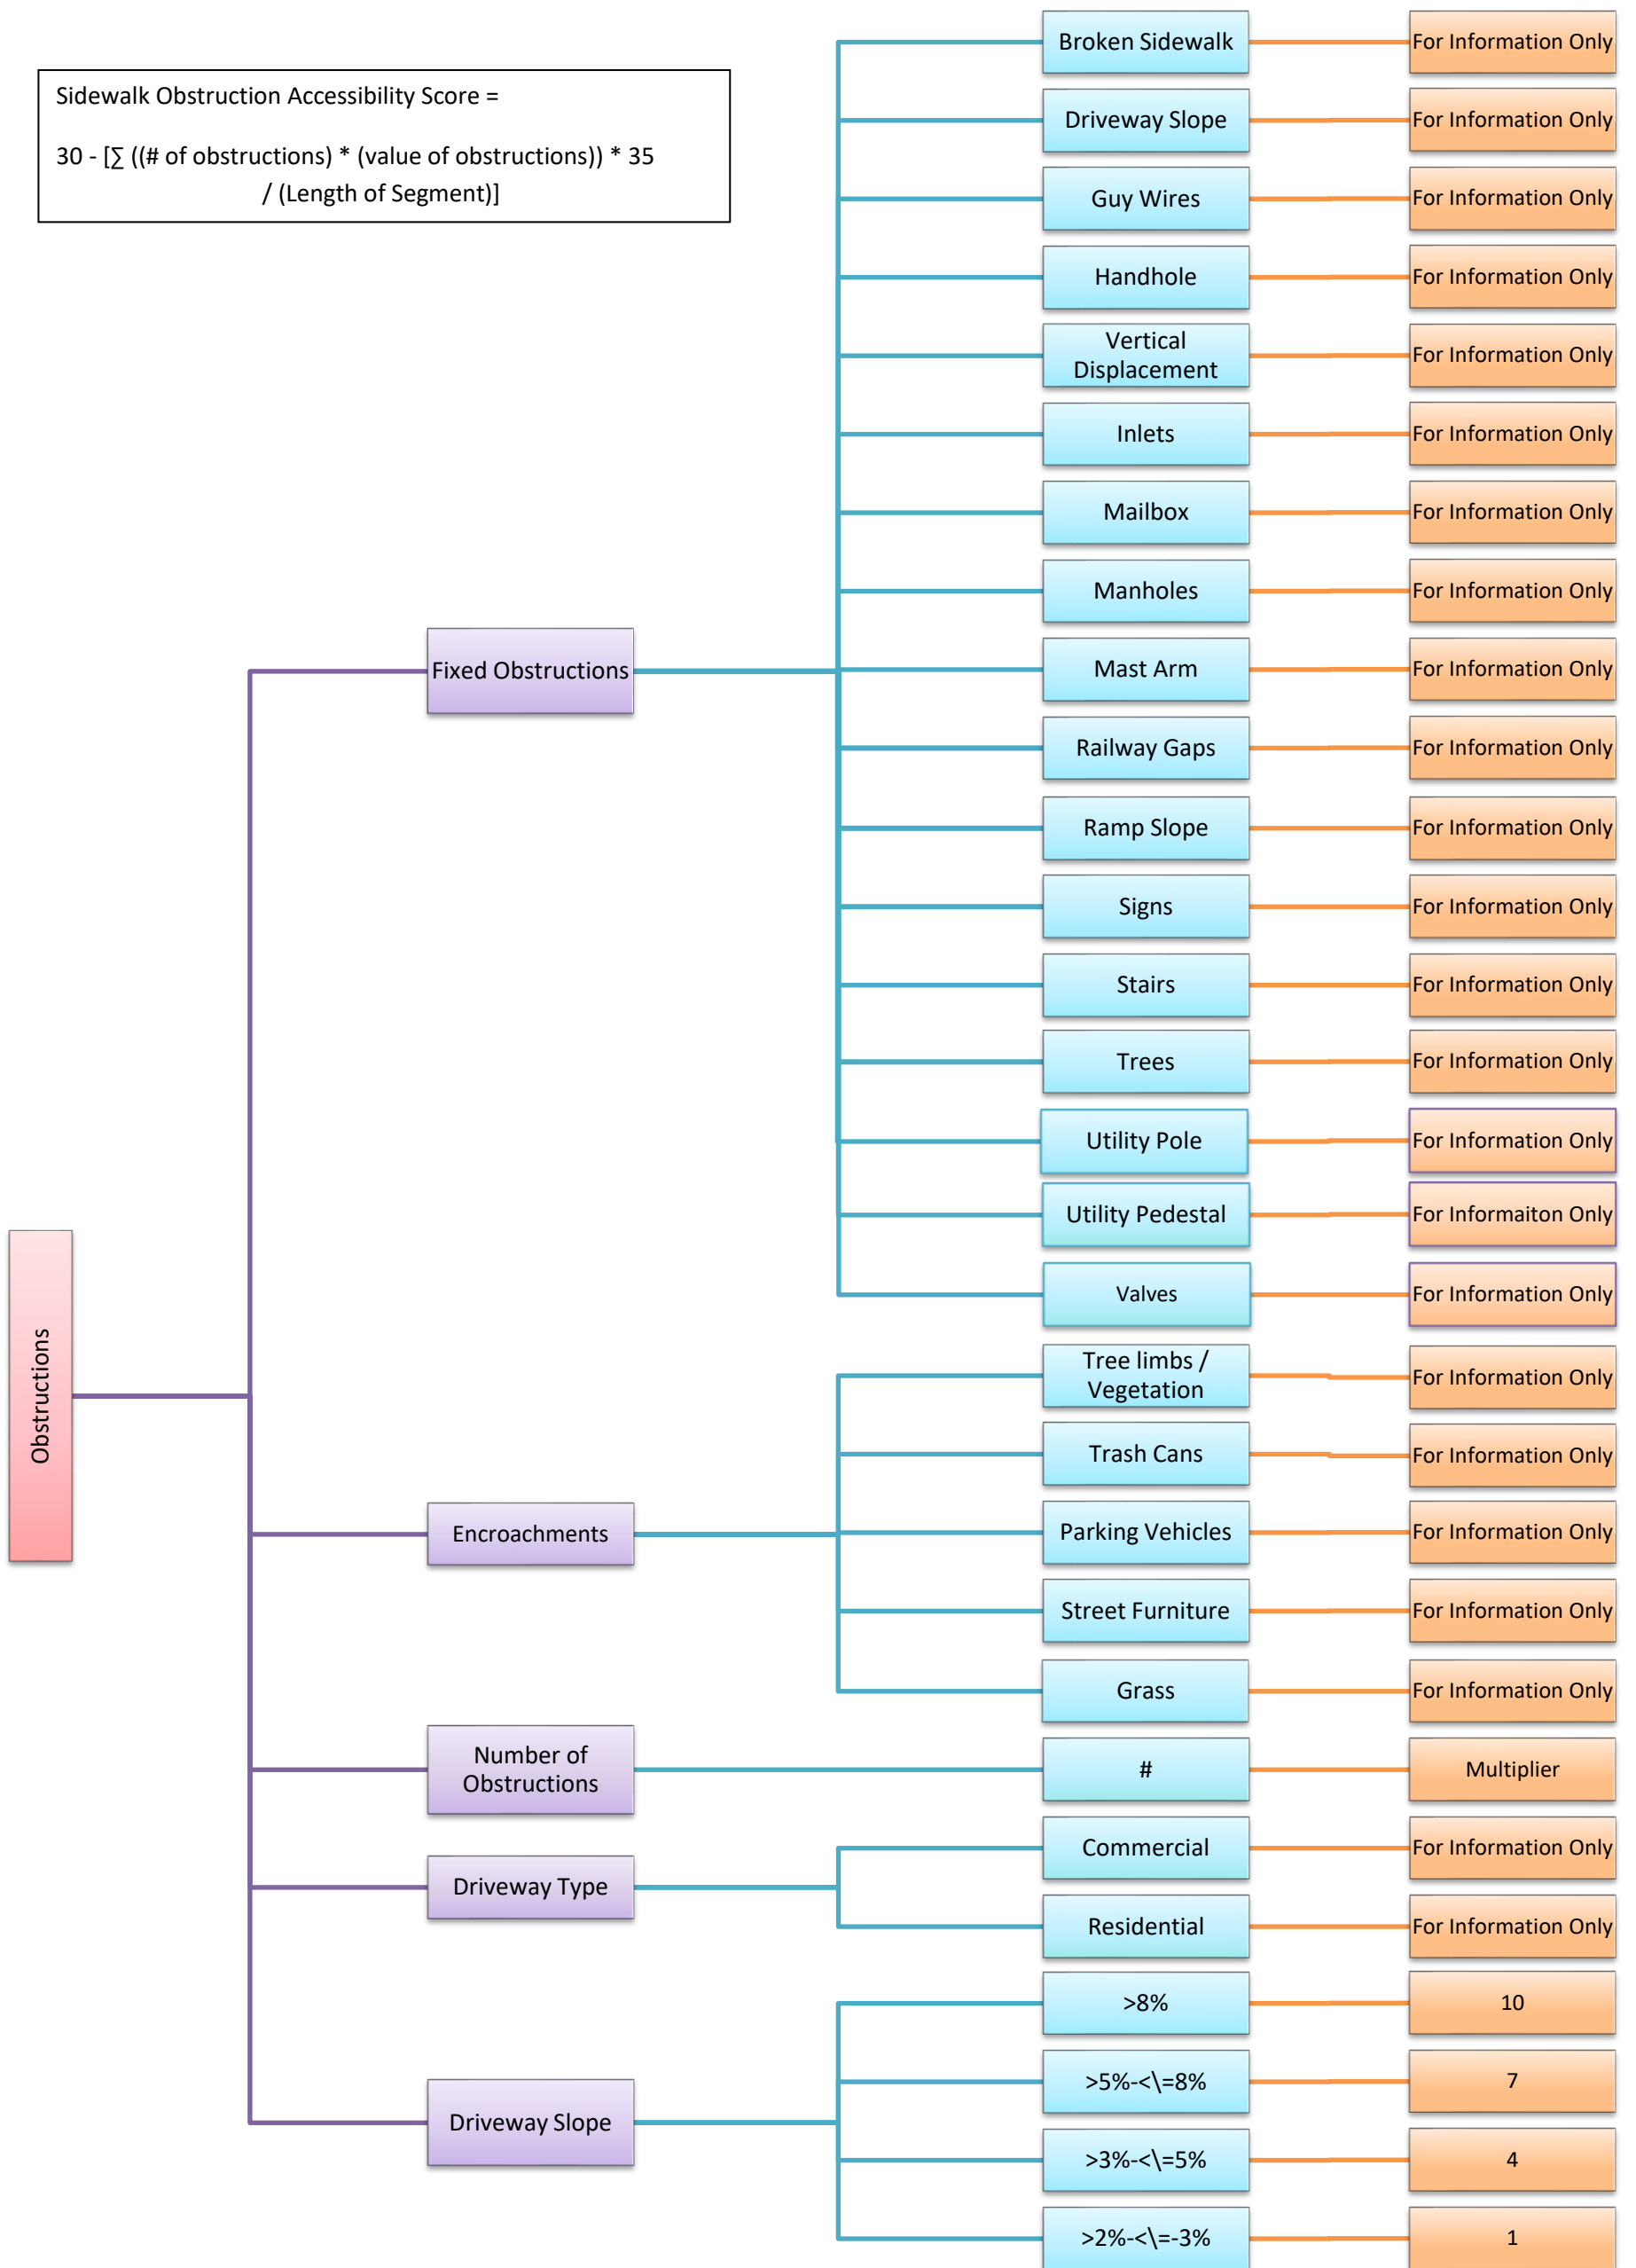 Sidewalk Obstruction Accessibility Score =
30 - [∑ ((# of obstructions) * (value of obstructions)) * 35
/ (Length of Segment)]
Obstructions
Fixed Obstructions
Broken Sidewalk
For Information Only
Driveway Slope
For Information Only
Guy Wires
For Information Only
Handhole
For Information Only
Vertical
Displacement
For Information Only
Inlets
For Information Only
Mailbox
For Information Only
Manholes
For Information Only
Mast Arm
For Information Only
Railway Gaps
For Information Only
Ramp Slope
For Information Only
Signs
For Information Only
Stairs
For Information Only
Trees
For Information Only
Utility Pole
For Information Only
Utility Pedestal
For Informaiton Only
Valves
For Information Only
Encroachments
Tree limbs /
Vegetation
For Information Only
Trash Cans
For Information Only
Parking Vehicles
For Information Only
Street Furniture
For Information Only
Grass
For Information Only
Number of
Obstructions
#
Multiplier
Driveway Type
Commercial
For Information Only
Residential
For Information Only
Driveway Slope
>8%
10
>5%-<\=8%
7
>3%-<\=5%
4
>2%-<\=-3%
1